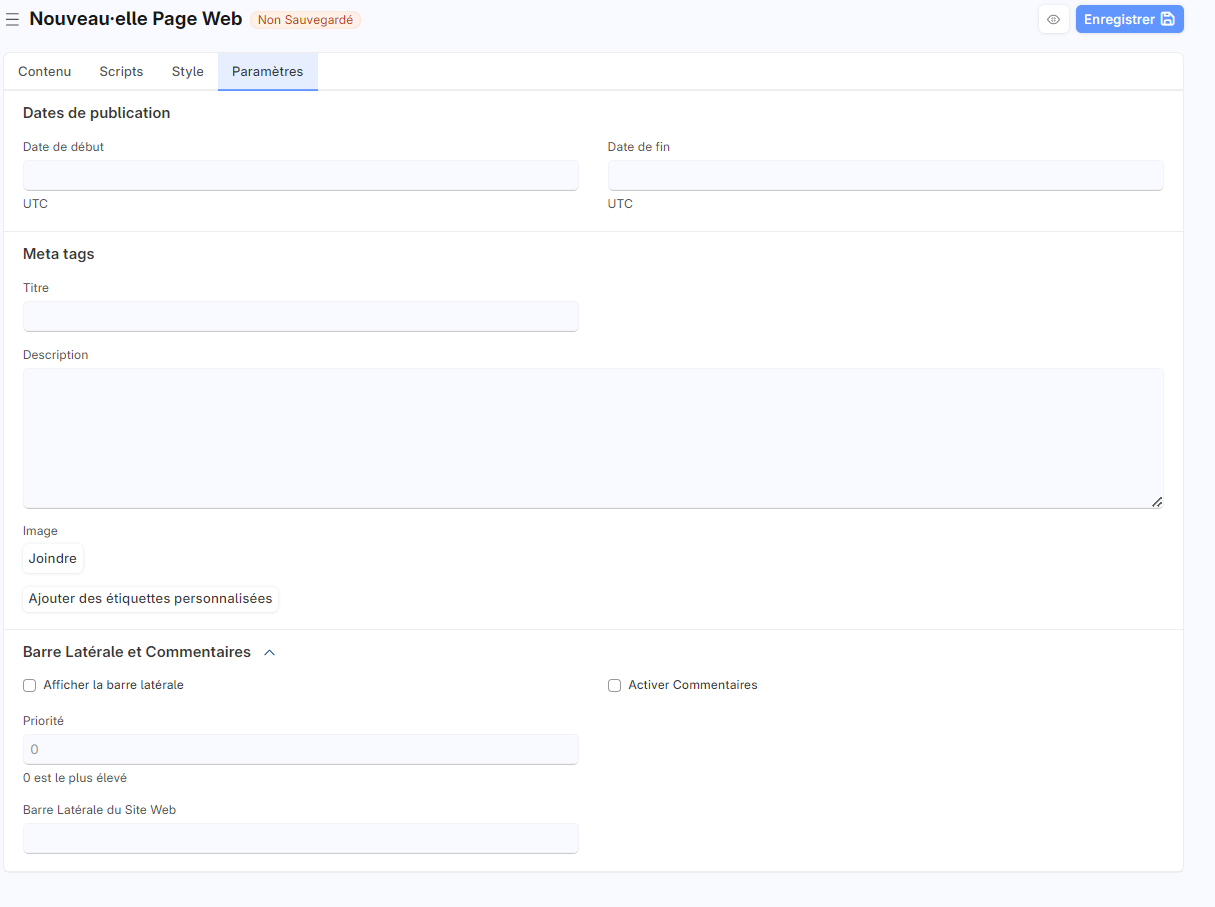 Nouveau·elle Page Web Non Sauvegardé Enregistrer
Contenu Scripts Style Paramètres
Dates de publication
Date de début Date de fin
UTC UTC
Meta tags
Titre
Description
Image
Joindre
Ajouter des étiquettes personnalisées
Barre Latérale et Commentaires
Afficher la barre latérale Activer Commentaires
Priorité
0
0 est le plus élevé
Barre Latérale du Site Web